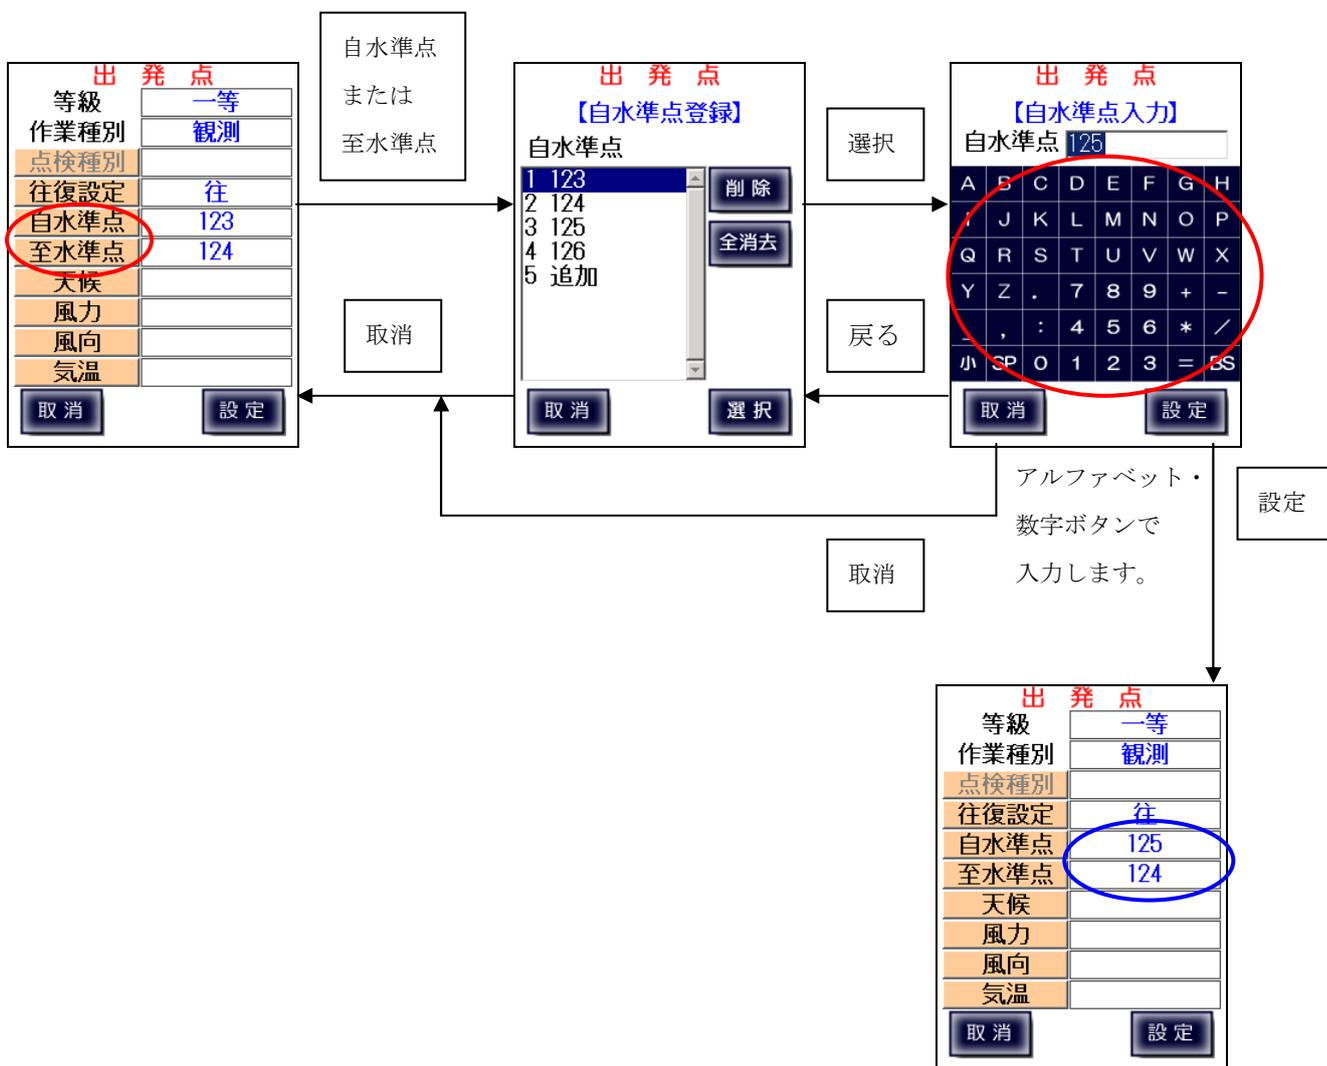 自水準点
または
至水準点
出 発 点
等級 一等
作業種別 観測
点検種別
往復設定 往
自水準点 123
至水準点 124
天候
風力
風向
気温
取 消 設 定
取消
出 発 点
【自水準点登録】
自水準点
1 123
2 124
3 125
4 126
5 追加
削 除
全消去
取 消 選 択
選択
戻る
出 発 点
【自水準点入力】
自水準点 125
A B C D E F G H
I J K L M N O P
Q R S T U V W X
Y Z . 7 8 9 + -
_ , : 4 5 6 * /
小 SP 0 1 2 3 = BS
取 消 設 定
アルファベット・
数字ボタンで
入力します。
設定
取消
出 発 点
等級 一等
作業種別 観測
点検種別
往復設定 往
自水準点 125
至水準点 124
天候
風力
風向
気温
取 消 設 定